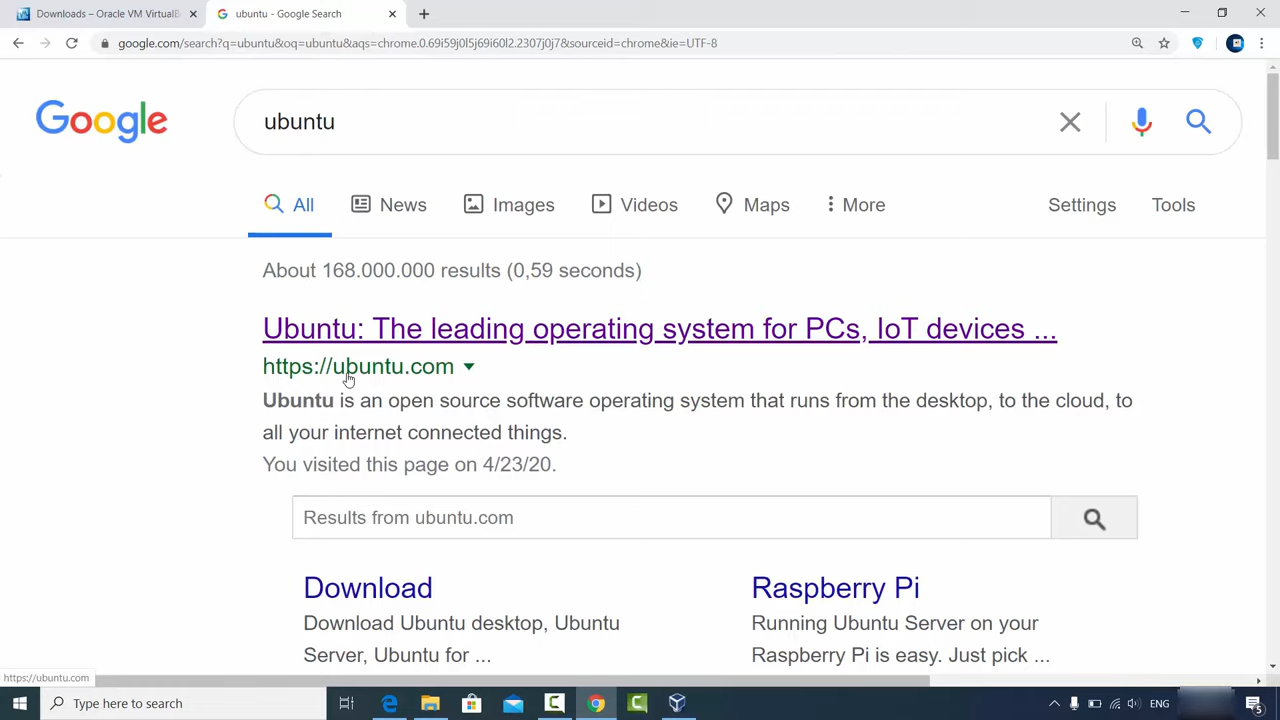 Downloads – Oracle VM VirtualB
ubuntu - Google Search
google.com/search?q=ubuntu&oq=ubuntu&aqs=chrome.0.69i59j0l5j69i60l2.2307j0j7&sourceid=chrome&ie=UTF-8
Google
ubuntu
All
News
Images
Videos
Maps
More
Settings
Tools
About 168.000.000 results (0,59 seconds)
Ubuntu: The leading operating system for PCs, IoT devices ...
https://ubuntu.com
Ubuntu is an open source software operating system that runs from the desktop, to the cloud, to
all your internet connected things.
You visited this page on 4/23/20.
Results from ubuntu.com
Download
Download Ubuntu desktop, Ubuntu
Server, Ubuntu for ...
Raspberry Pi
Running Ubuntu Server on your
Raspberry Pi is easy. Just pick ...
https://ubuntu.com
Type here to search
ENG
5